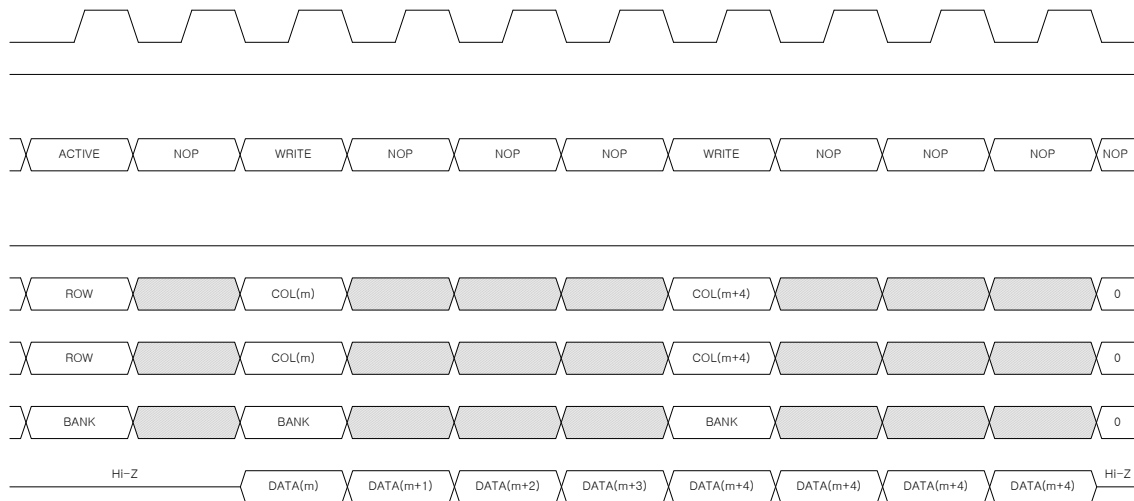 ACTIVE NOP WRITE NOP NOP NOP WRITE NOP NOP NOP NOP
ROW COL(m) COL(m+4) 0
ROW COL(m) COL(m+4) 0
BANK BANK BANK 0
Hi-Z DATA(m) DATA(m+1) DATA(m+2) DATA(m+3) DATA(m+4) DATA(m+4) DATA(m+4) DATA(m+4) Hi-Z